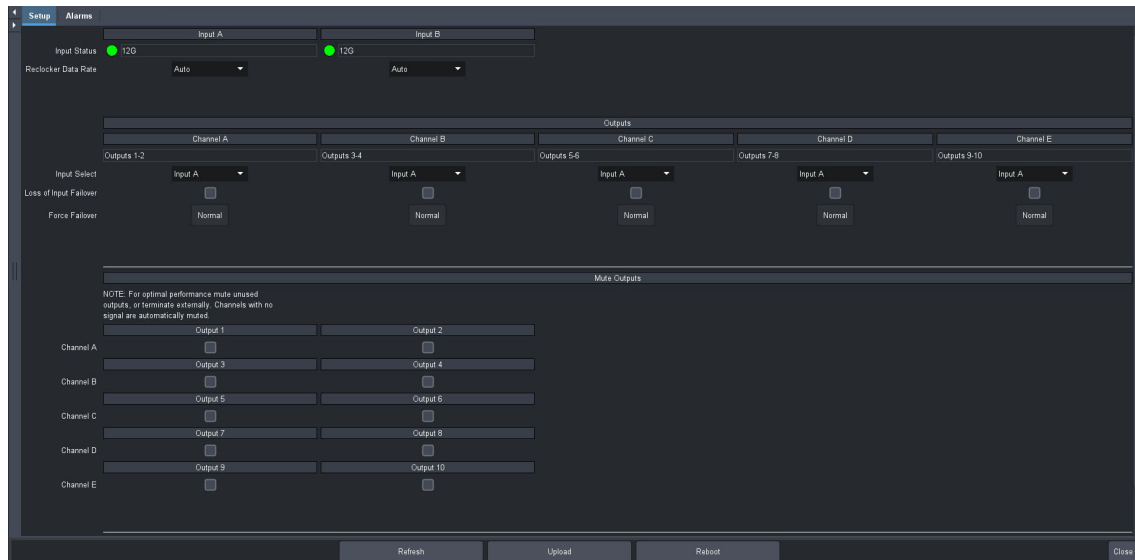 Setup Alarms
Input A Input B
Input Status 12G 12G
Reclocker Data Rate Auto Auto
Outputs
Channel A Channel B Channel C Channel D Channel E
Outputs 1-2 Outputs 3-4 Outputs 5-6 Outputs 7-8 Outputs 9-10
Input Select Input A Input A Input A Input A Input A
Loss of Input Failover
Force Failover Normal Normal Normal Normal Normal
Mute Outputs
NOTE: For optimal performance mute unused
outputs, or terminate externally. Channels with no
signal are automatically muted.
Output 1 Output 2
Channel A
Output 3 Output 4
Channel B
Output 5 Output 6
Channel C
Output 7 Output 8
Channel D
Output 9 Output 10
Channel E
Refresh Upload Reboot Close